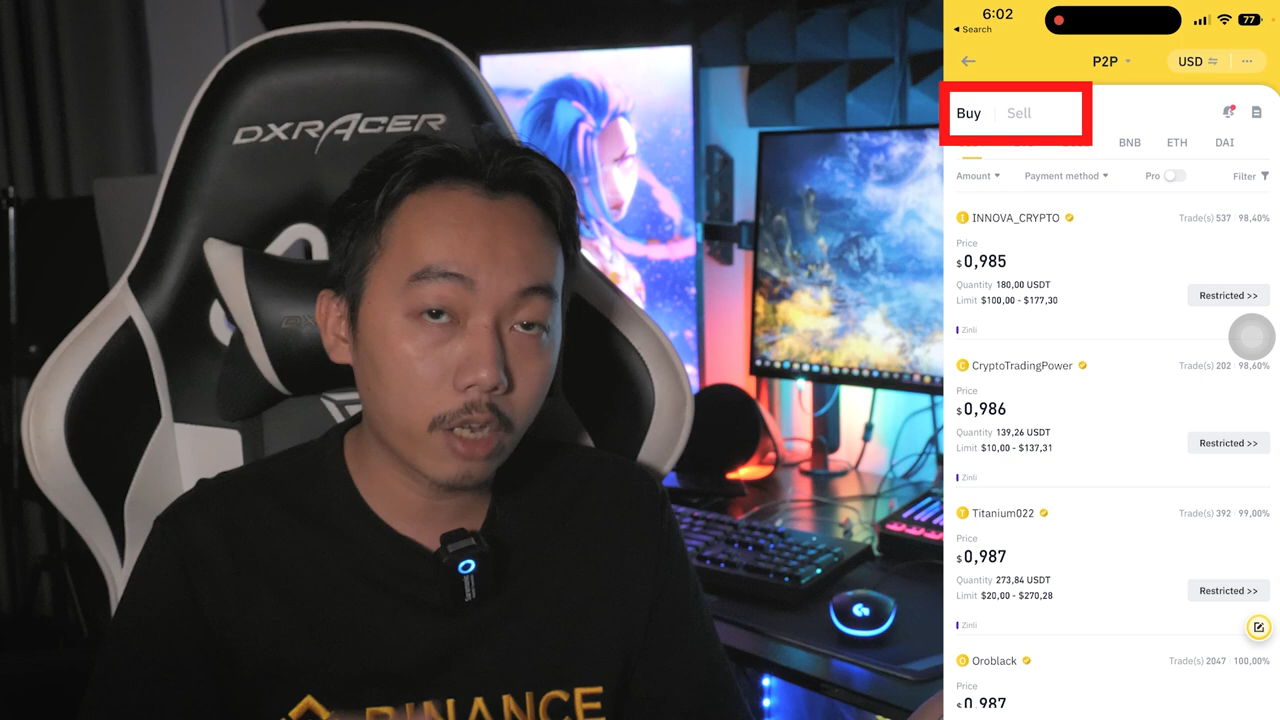 DXRACER
BINANCE
6:02
77
◄ Search
P2P
USD
Buy
Sell
BNB
ETH
DAI
Amount
Payment method
Pro
Filter
I INNOVA_CRYPTO
Trade(s) 537 98,40%
Price
$ 0,985
Quantity 180,00 USDT
Limit $100,00 - $177,30
Restricted >>
Zinli
C CryptoTradingPower
Trade(s) 202 98,60%
Price
$ 0,986
Quantity 139,26 USDT
Limit $10,00 - $137,31
Restricted >>
Zinli
T Titanium022
Trade(s) 392 99,00%
Price
$ 0,987
Quantity 273,84 USDT
Limit $20,00 - $270,28
Restricted >>
Zinli
O Oroblack
Trade(s) 2047 100,00%
Price
$ 0,987